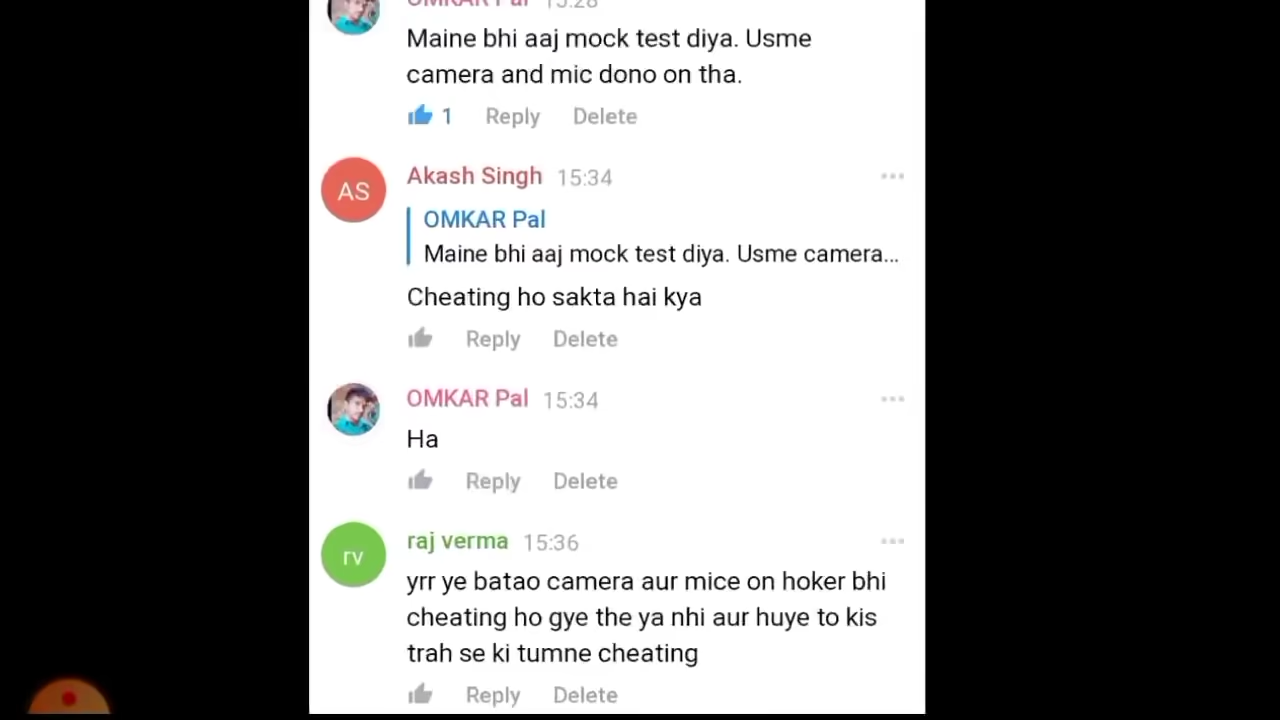 OMKAR Pal 15:28
Maine bhi aaj mock test diya. Usme
camera and mic dono on tha.
1 Reply Delete
AS
Akash Singh 15:34
OMKAR Pal
Maine bhi aaj mock test diya. Usme camera...
Cheating ho sakta hai kya
Reply Delete
OMKAR Pal 15:34
Ha
Reply Delete
rv
raj verma 15:36
yrr ye batao camera aur mice on hoker bhi
cheating ho gye the ya nhi aur huye to kis
trah se ki tumne cheating
Reply Delete